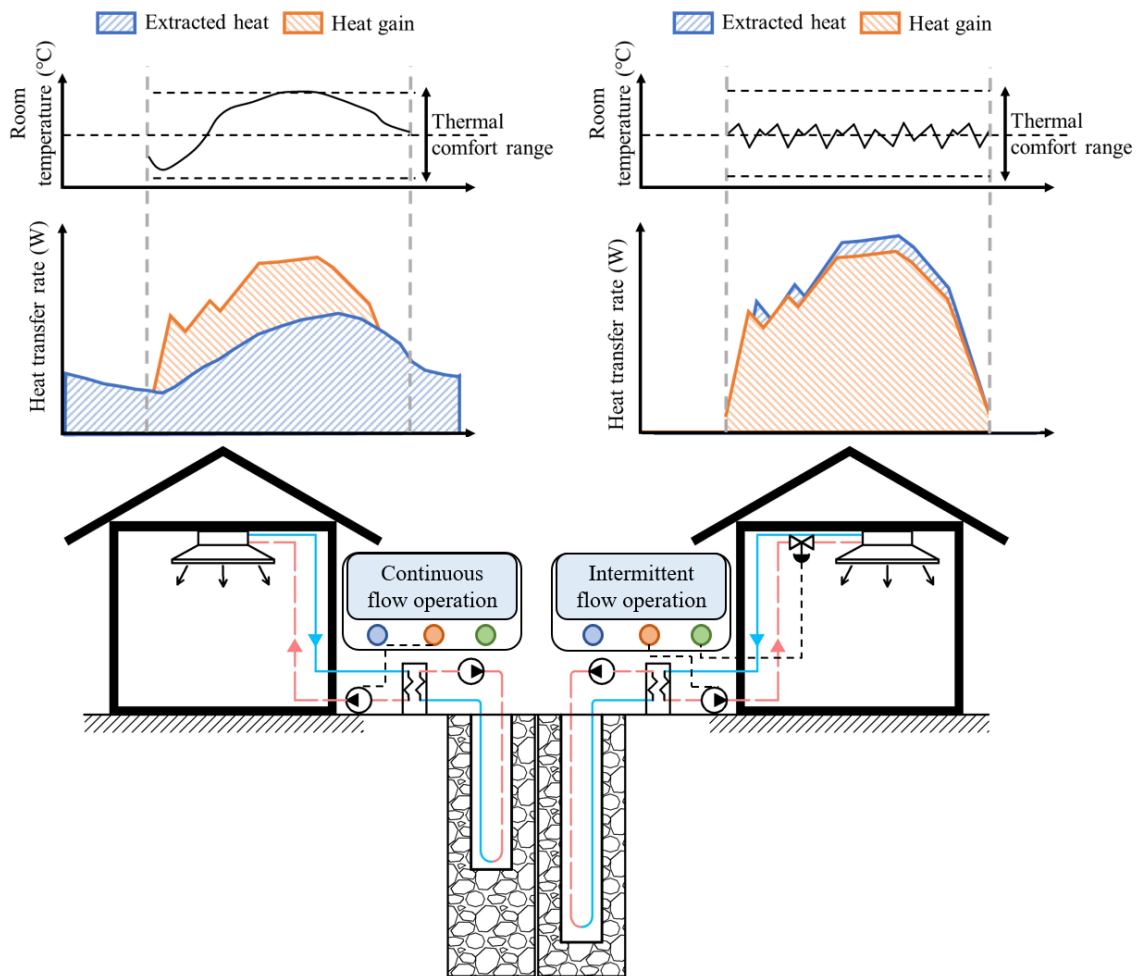 Extracted heat
Heat gain
Room
temperature (°C)
Thermal
comfort range
Heat transfer rate (W)
Extracted heat
Heat gain
Room
temperature (°C)
Thermal
comfort range
Heat transfer rate (W)
Continuous
flow operation
Intermittent
flow operation